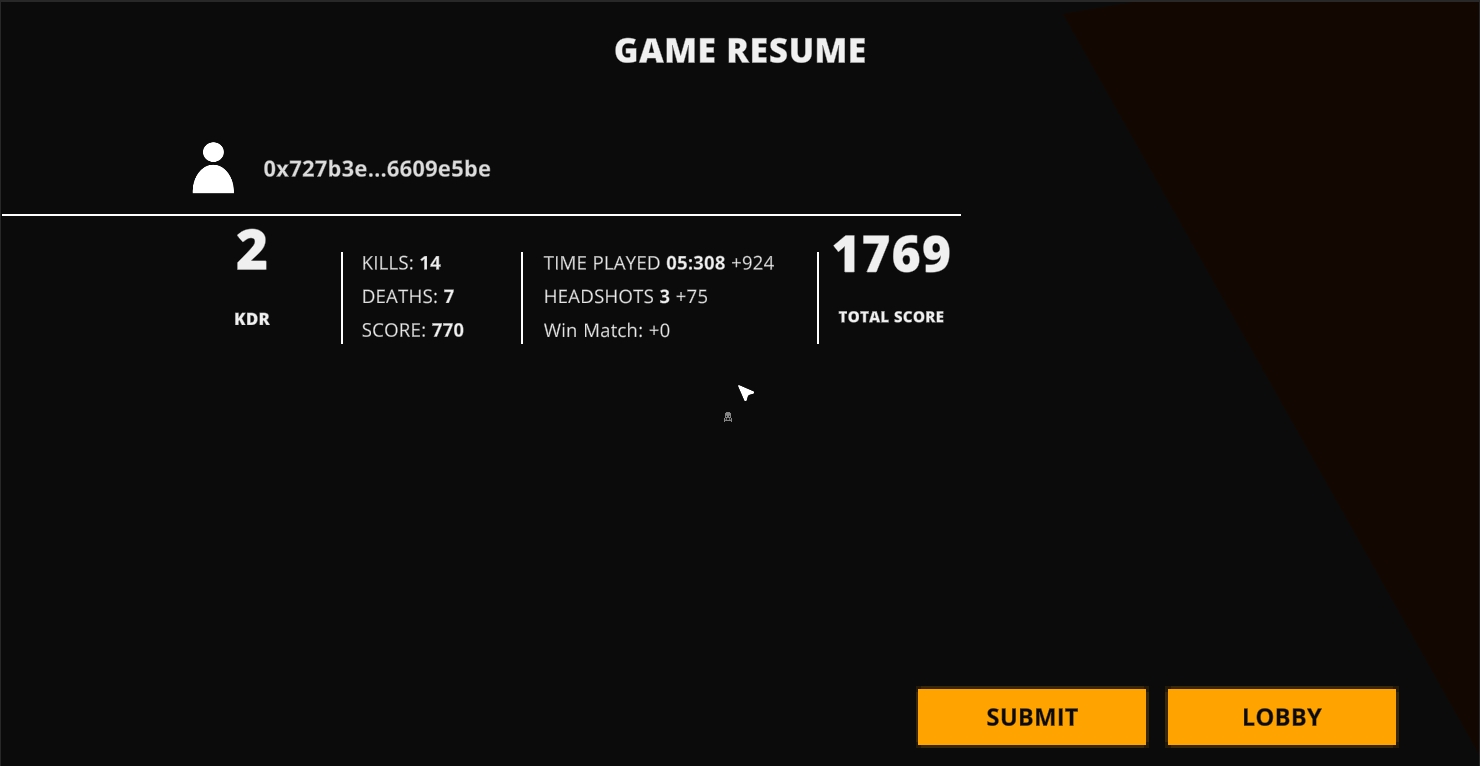 GAME RESUME
0x727b3e...6609e5be
2
KDR
KILLS: 14
DEATHS: 7
SCORE: 770
TIME PLAYED 05:308 +924
HEADSHOTS 3 +75
Win Match: +0
1769
TOTAL SCORE
SUBMIT
LOBBY